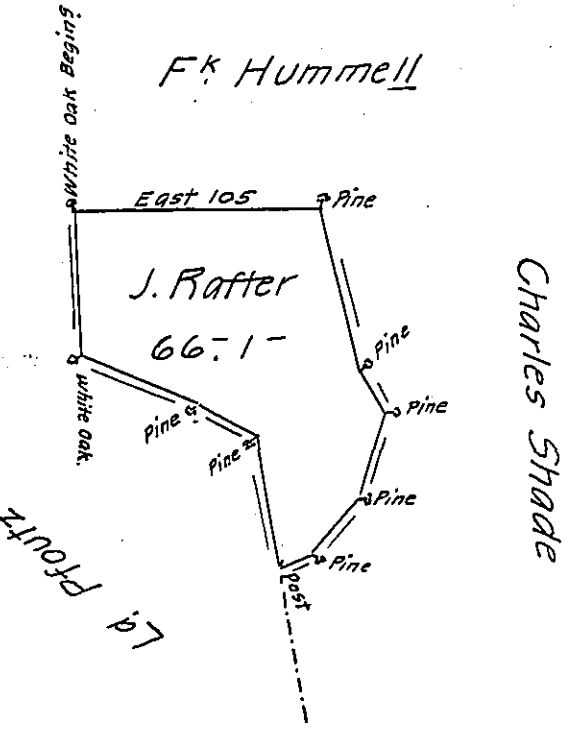 Fk. Hummell
White Oak Begins
East 105
Pine
J. Rafter
66-1-
Pine
Pine
White Oak.
Pine
Pine
Pine
Pine
Post
Charles Shade
Ld Pfoutz